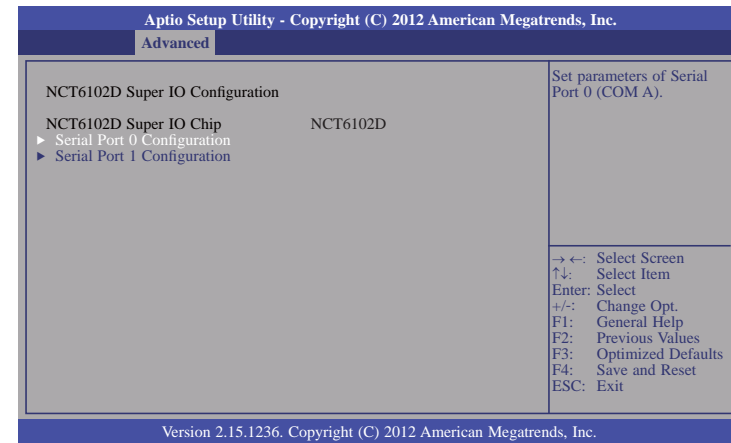 Aptio Setup Utility - Copyright (C) 2012 American Megatrends, Inc.
Advanced
NCT6102D Super IO Configuration
NCT6102D Super IO Chip NCT6102D
► Serial Port 0 Configuration
► Serial Port 1 Configuration
Set parameters of Serial
Port 0 (COM A).
→ ←: Select Screen
↑↓: Select Item
Enter: Select
+/-: Change Opt.
F1: General Help
F2: Previous Values
F3: Optimized Defaults
F4: Save and Reset
ESC: Exit
Version 2.15.1236. Copyright (C) 2012 American Megatrends, Inc.